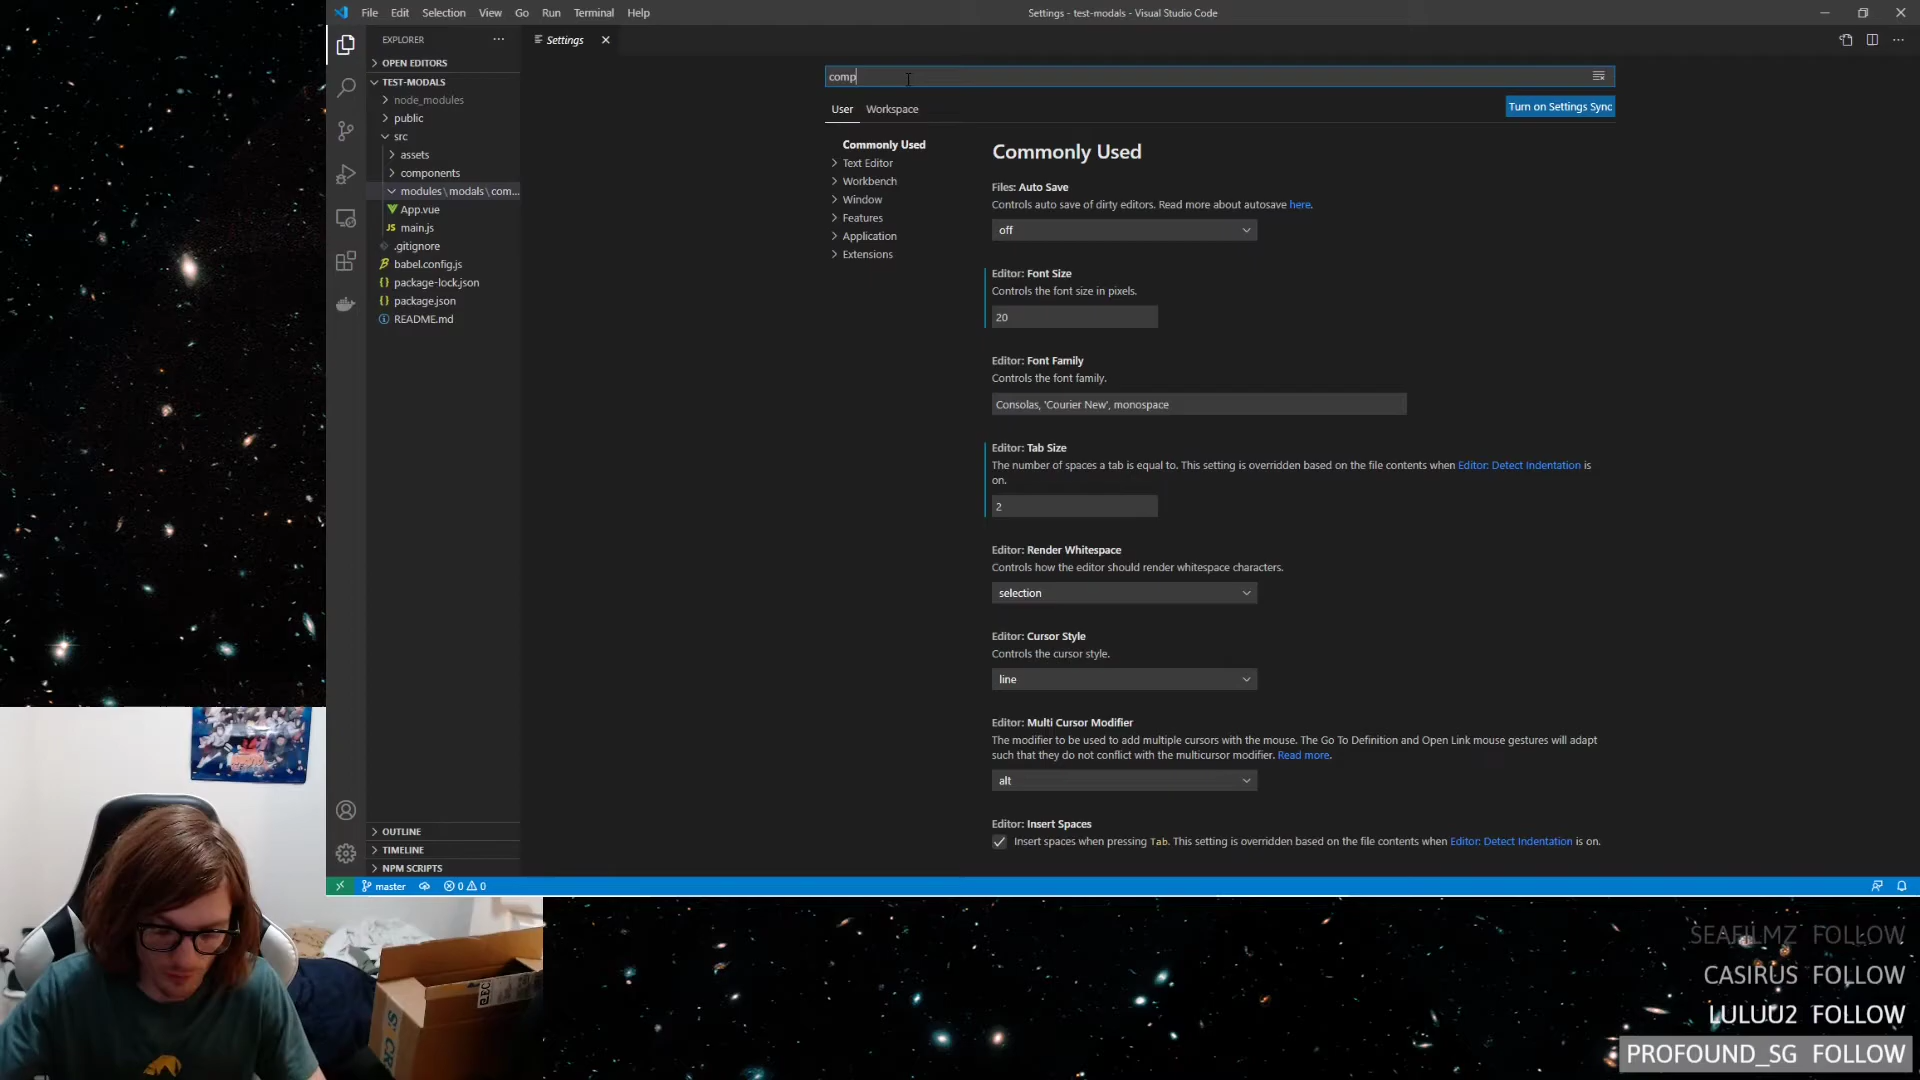 File Edit Selection View Go Run Terminal Help
Settings - test-modals - Visual Studio Code
EXPLORER
Settings
OPEN EDITORS
TEST-MODALS
node_modules
public
src
assets
components
modules\modals\com...
App.vue
JS main.js
.gitignore
babel.config.js
{} package-lock.json
{} package.json
README.md
OUTLINE
TIMELINE
NPM SCRIPTS
comp
User Workspace
Turn on Settings Sync
Commonly Used
Text Editor
Workbench
Window
Features
Application
Extensions
Commonly Used
Files: Auto Save
Controls auto save of dirty editors. Read more about autosave here.
off
Editor: Font Size
Controls the font size in pixels.
20
Editor: Font Family
Controls the font family.
Consolas, 'Courier New', monospace
Editor: Tab Size
The number of spaces a tab is equal to. This setting is overridden based on the file contents when Editor: Detect Indentation is
on.
2
Editor: Render Whitespace
Controls how the editor should render whitespace characters.
selection
Editor: Cursor Style
Controls the cursor style.
line
Editor: Multi Cursor Modifier
The modifier to be used to add multiple cursors with the mouse. The Go To Definition and Open Link mouse gestures will adapt
such that they do not conflict with the multicursor modifier. Read more.
alt
Editor: Insert Spaces
Insert spaces when pressing Tab. This setting is overridden based on the file contents when Editor: Detect Indentation is on.
master 0 0
SEAFILMZ FOLLOW
CASIRUS FOLLOW
LULUU2 FOLLOW
PROFOUND_SG FOLLOW